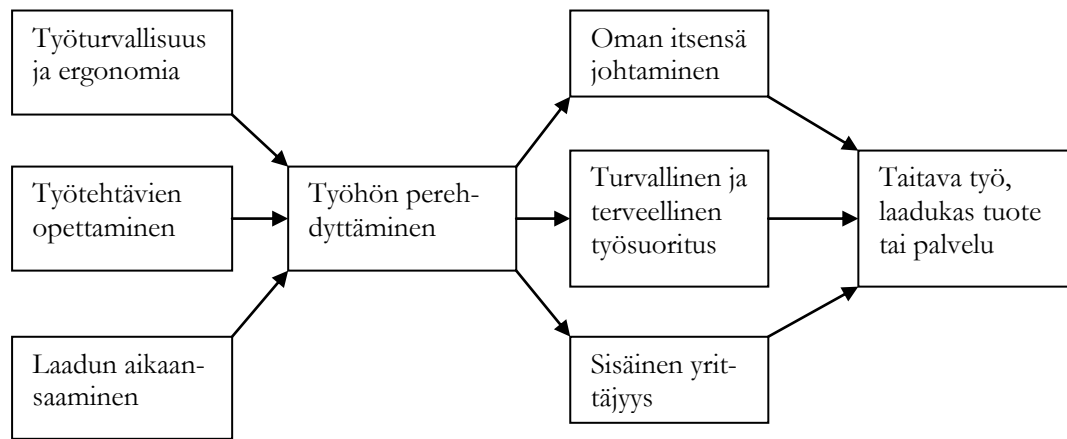 Työturvallisuus
ja ergonomia
Työtehtävien
opettaminen
Laadun aikaan-
saaminen
Työhön pereh-
dyttäminen
Oman itsensä
johtaminen
Turvallinen ja
terveellinen
työsuoritus
Sisäinen yrit-
täjyys
Taitava työ,
laadukas tuote
tai palvelu